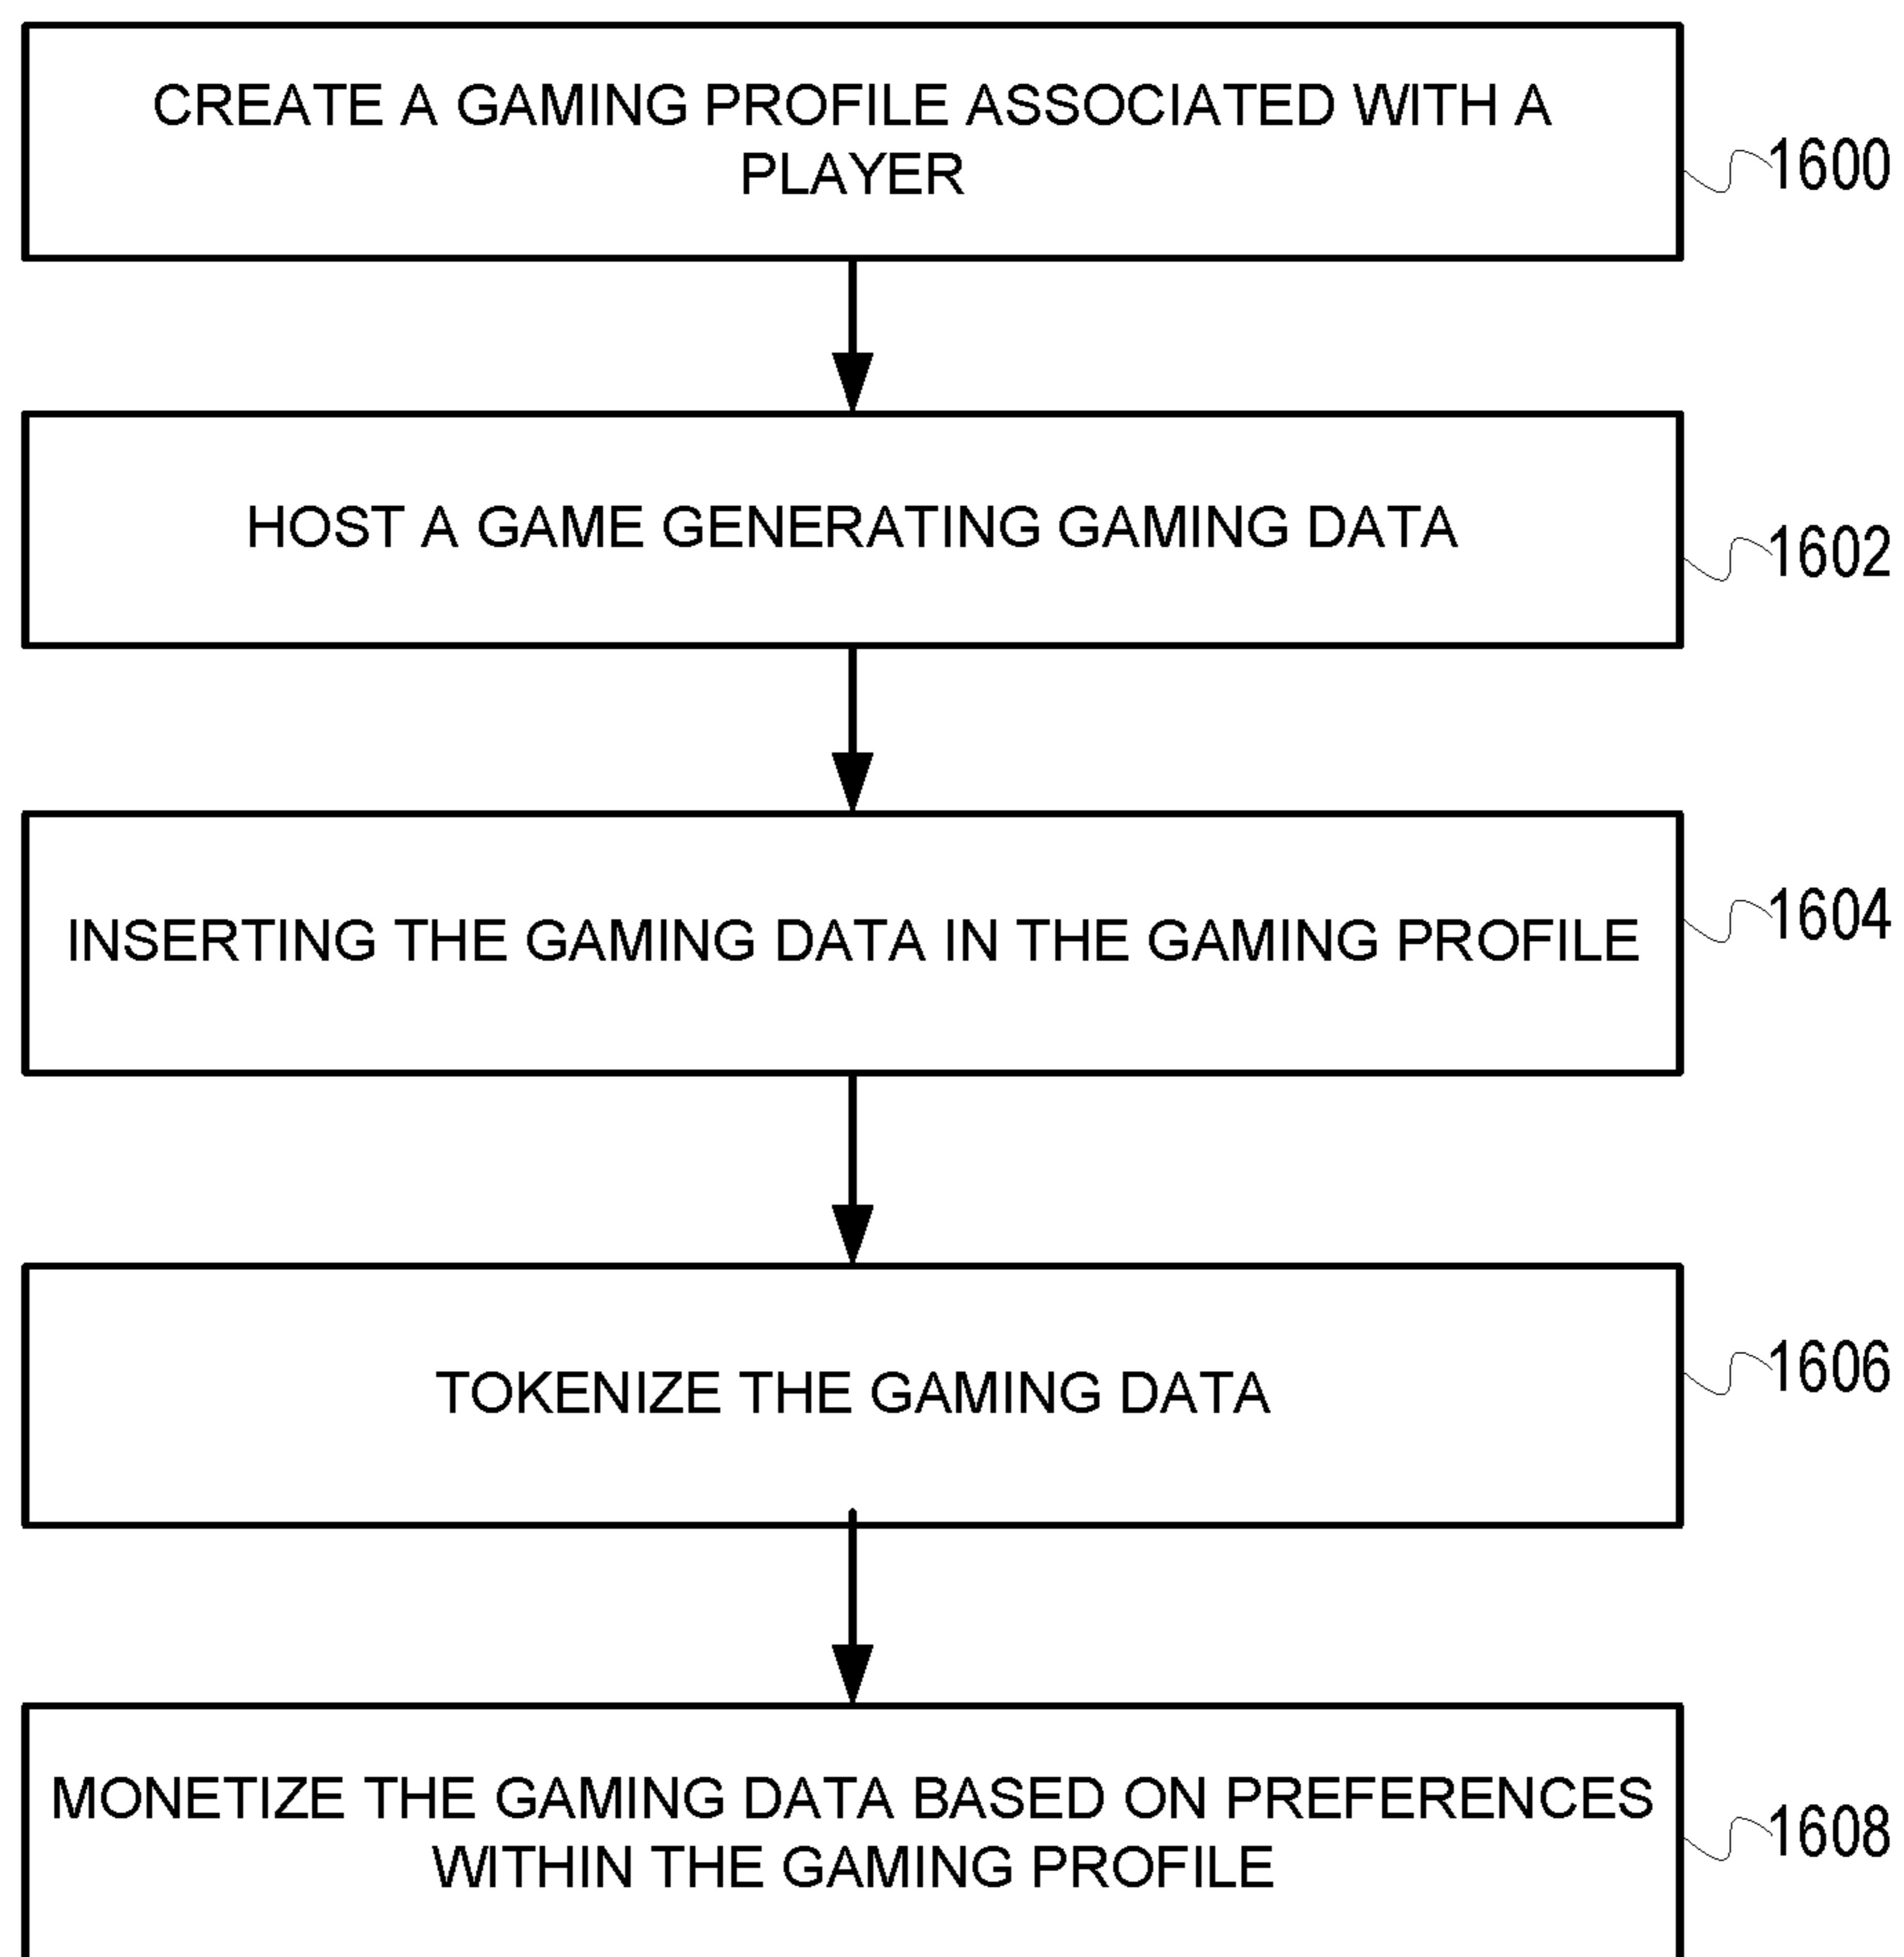 CREATE A GAMING PROFILE ASSOCIATED WITH A
PLAYER
1600
HOST A GAME GENERATING GAMING DATA
1602
INSERTING THE GAMING DATA IN THE GAMING PROFILE
1604
TOKENIZE THE GAMING DATA
1606
MONETIZE THE GAMING DATA BASED ON PREFERENCES
WITHIN THE GAMING PROFILE
1608